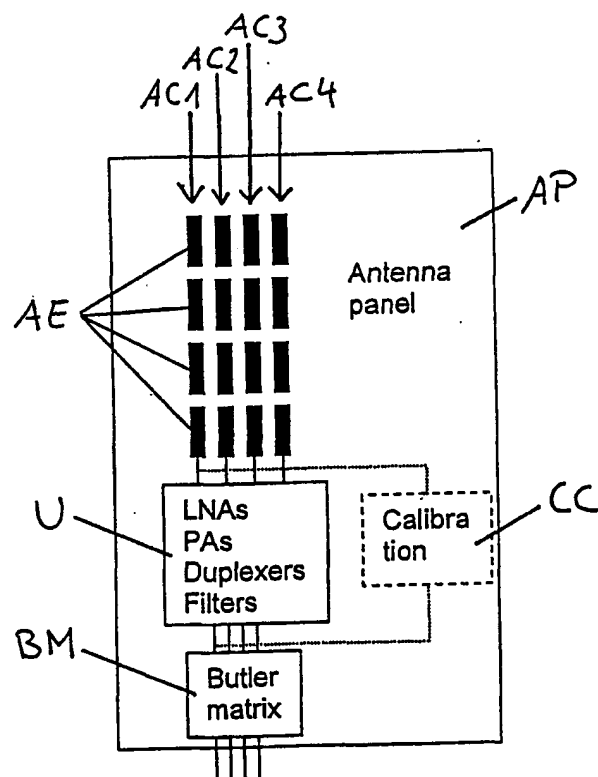 AC3
AC2
AC1
AC4
AP
Antenna
panel
AE
U
LNAs
PAs
Duplexers
Filters
Calibra
tion
CC
BM
Butler
matrix